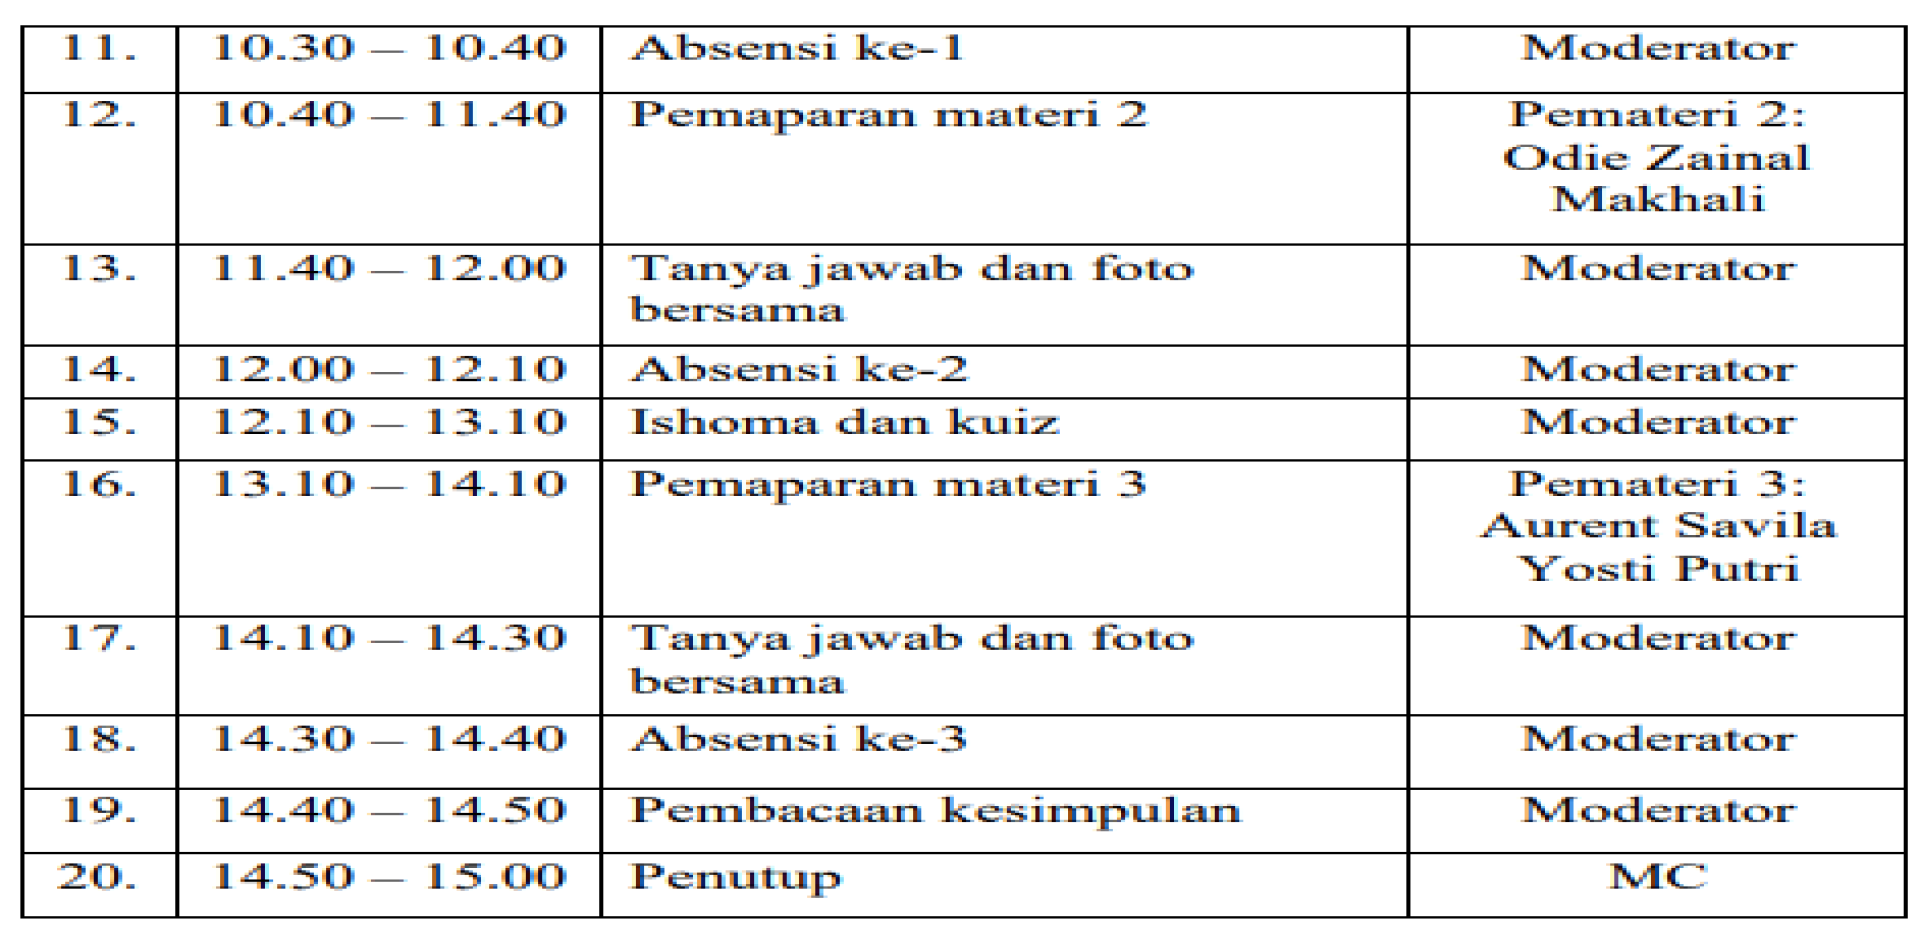 11. 10.30 – 10.40 Absensi ke-1 Moderator
12. 10.40 – 11.40 Pemaparan materi 2 Pemateri 2:
Odie Zainal
Makhali
13. 11.40 – 12.00 Tanya jawab dan foto Moderator
bersama
14. 12.00 – 12.10 Absensi ke-2 Moderator
15. 12.10 – 13.10 Ishoma dan kuiz Moderator
16. 13.10 – 14.10 Pemaparan materi 3 Pemateri 3:
Aurent Savila
Yosti Putri
17. 14.10 – 14.30 Tanya jawab dan foto Moderator
bersama
18. 14.30 – 14.40 Absensi ke-3 Moderator
19. 14.40 – 14.50 Pembacaan kesimpulan Moderator
20. 14.50 – 15.00 Penutup MC